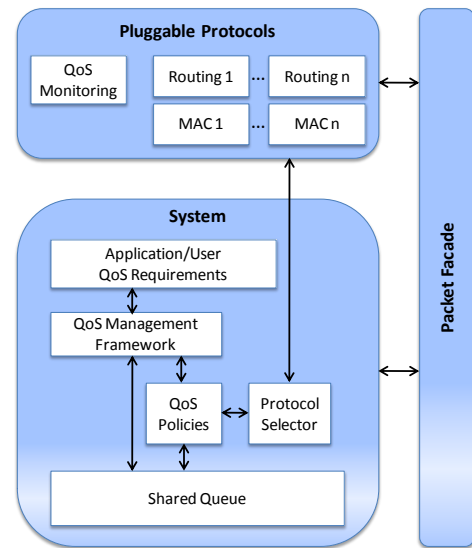 Pluggable Protocols
QoS
Monitoring
Routing 1 ... Routing n
MAC 1 ... MAC n
System
Application/User
QoS Requirements
QoS Management
Framework
QoS
Policies
Protocol
Selector
Shared Queue
Packet Facade